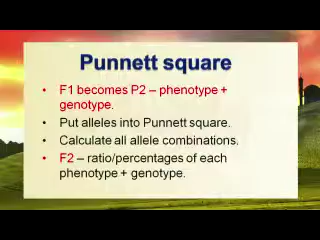 Punnett square
• F1 becomes P2 – phenotype +
genotype.
• Put alleles into Punnett square.
• Calculate all allele combinations.
• F2 – ratio/percentages of each
phenotype + genotype.